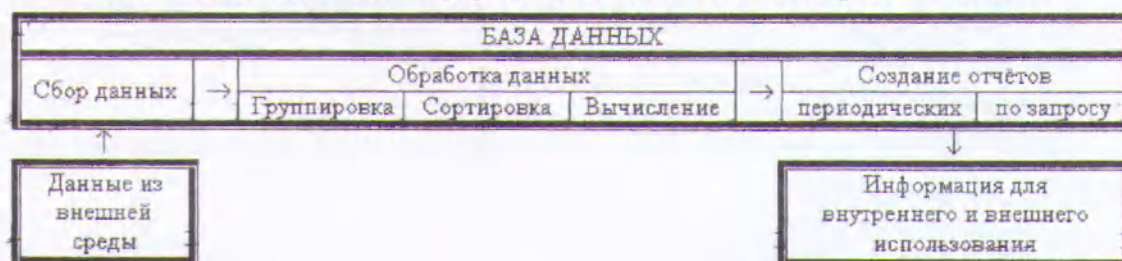 БАЗА ДАННЫХ
Сбор данных → Обработка данных → Создание отчётов
Группировка Сортировка Вычисление периодических по запросу
↑ ↓
Данные из
внешней
среды
Информация для
внутреннего и внешнего
использования